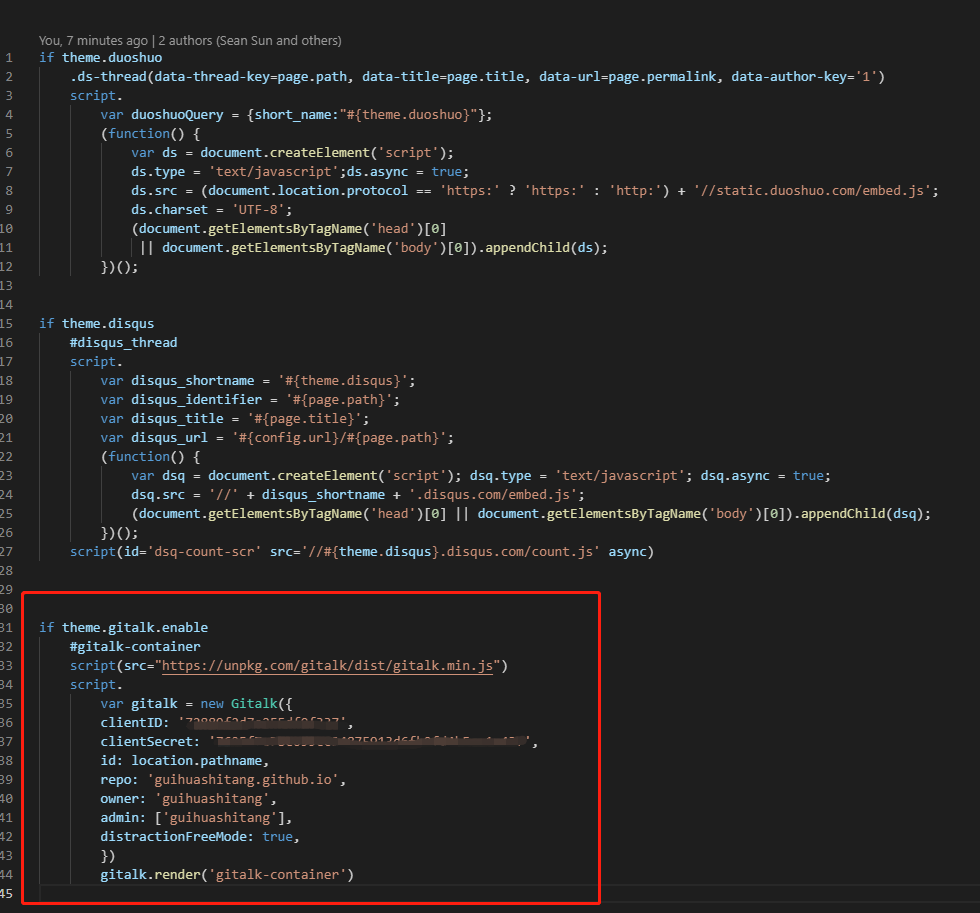 You, 7 minutes ago | 2 authors (Sean Sun and others)
1 if theme.duoshuo
2 .ds-thread(data-thread-key=page.path, data-title=page.title, data-url=page.permalink, data-author-key='1')
3 script.
4 var duoshuoQuery = {short_name:"#{theme.duoshuo}"};
5 (function() {
6 var ds = document.createElement('script');
7 ds.type = 'text/javascript';ds.async = true;
8 ds.src = (document.location.protocol == 'https:' ? 'https:' : 'http:') + '//static.duoshuo.com/embed.js';
9 ds.charset = 'UTF-8';
10 (document.getElementsByTagName('head')[0]
11 || document.getElementsByTagName('body')[0]).appendChild(ds);
12 })();
13
14
15 if theme.disqus
16 #disqus_thread
17 script.
18 var disqus_shortname = '#{theme.disqus}';
19 var disqus_identifier = '#{page.path}';
20 var disqus_title = '#{page.title}';
21 var disqus_url = '#{config.url}/#{page.path}';
22 (function() {
23 var dsq = document.createElement('script'); dsq.type = 'text/javascript'; dsq.async = true;
24 dsq.src = '//' + disqus_shortname + '.disqus.com/embed.js';
25 (document.getElementsByTagName('head')[0] || document.getElementsByTagName('body')[0]).appendChild(dsq);
26 })();
27 script(id='dsq-count-scr' src='//#{theme.disqus}.disqus.com/count.js' async)
28
29
30
31 if theme.gitalk.enable
32 #gitalk-container
33 script(src="https://unpkg.com/gitalk/dist/gitalk.min.js")
34 script.
35 var gitalk = new Gitalk({
36 clientID: '',
37 clientSecret: '',
38 id: location.pathname,
39 repo: 'guihuashitang.github.io',
40 owner: 'guihuashitang',
41 admin: ['guihuashitang'],
42 distractionFreeMode: true,
43 })
44 gitalk.render('gitalk-container')
45